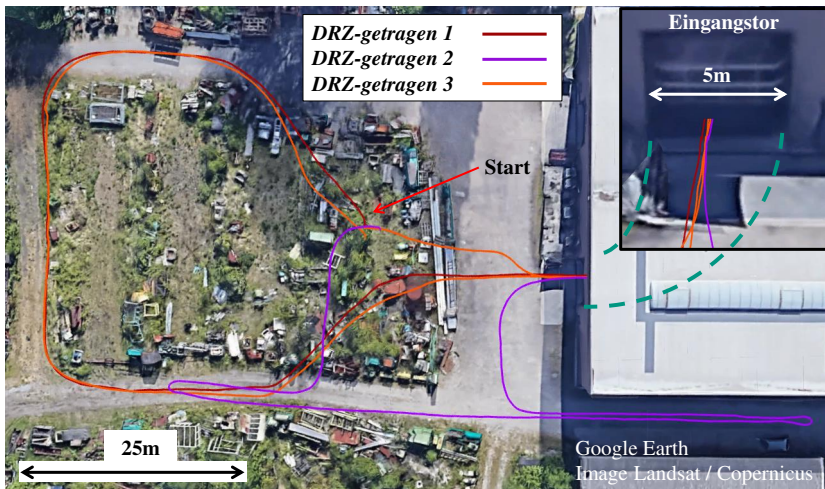 DRZ-getragen 1
DRZ-getragen 2
DRZ-getragen 3
Eingangstor
5m
Start
25m
Google Earth
Image Landsat / Copernicus